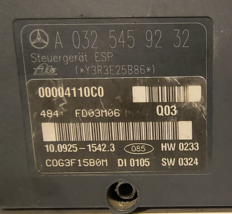 A 032 545 92 32
Steuergerät ESP
Ate (*Y3R3E25B86*)
00004110C0
484 FD03M06 Q03
10.0925-1542.3 085 HW 0233
C0G3F15B0M DI 0105 SW 0324